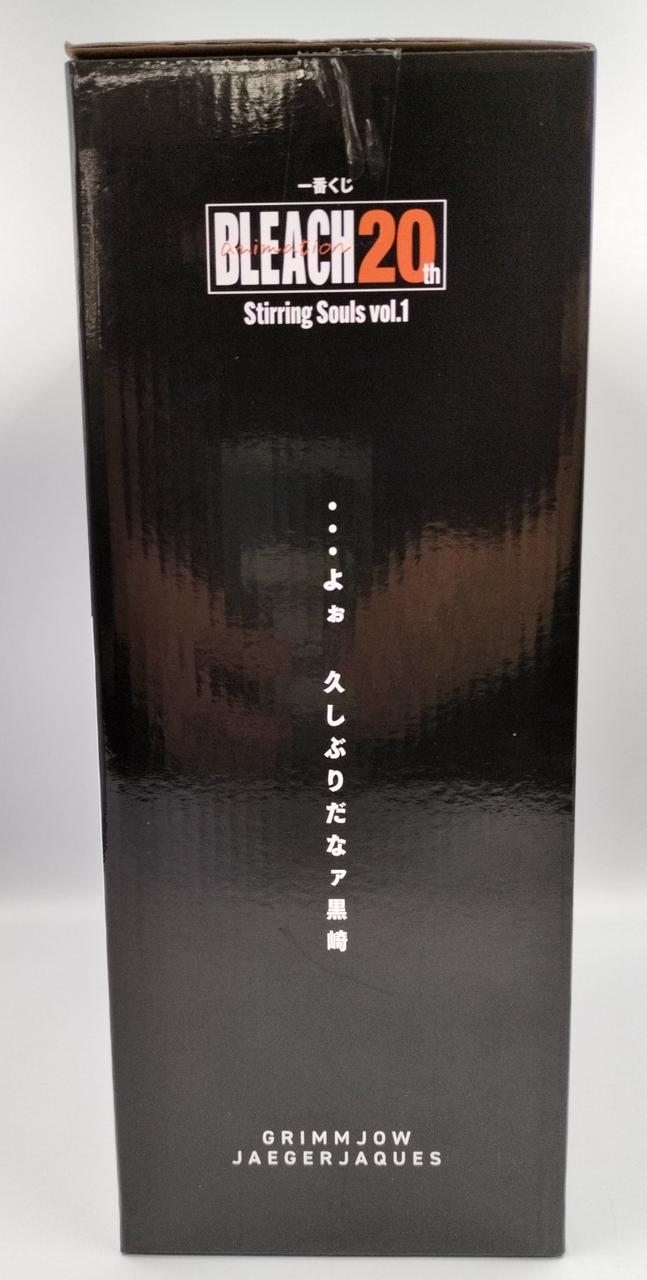 一番くじ
BLEACH 20th
animation
Stirring Souls vol.1
・・・よぉ　久しぶりだなァ黒崎
GRIMMJOW
JAEGERJAQUES